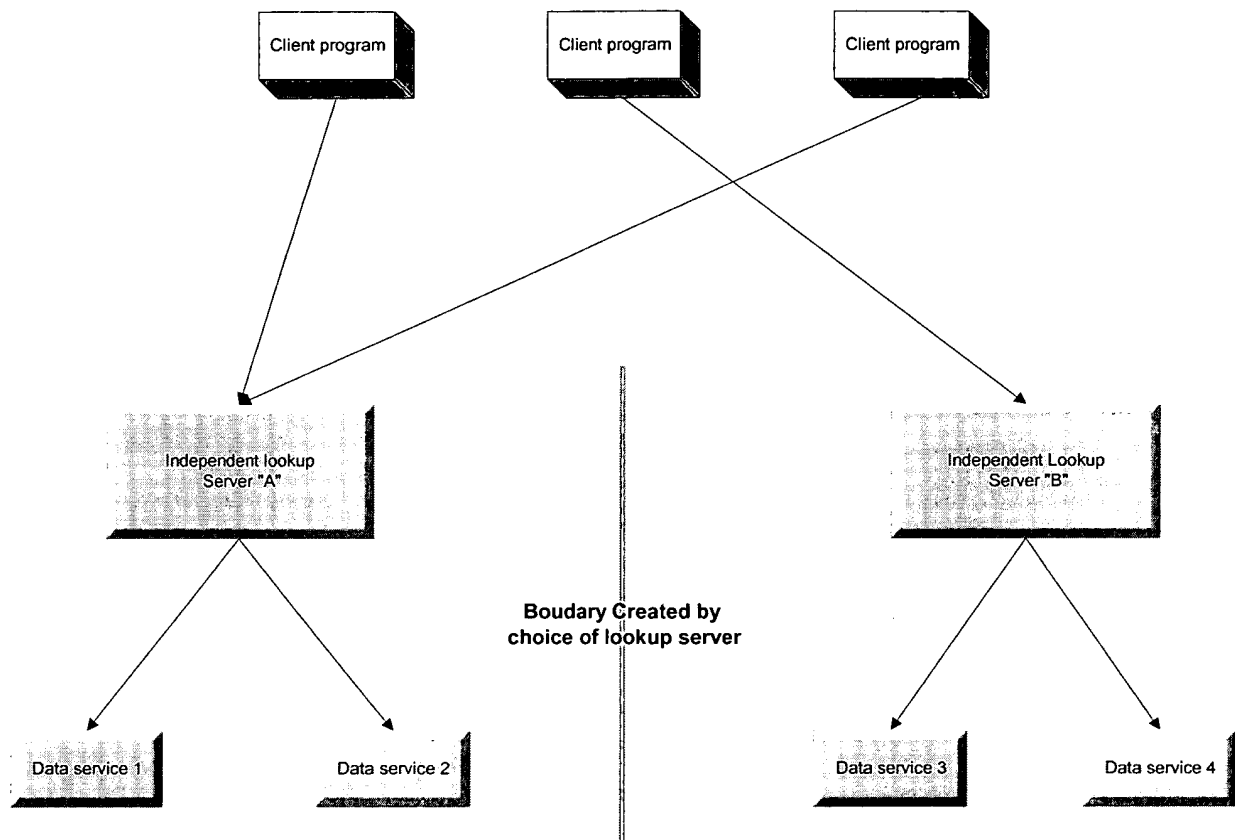 Client program
Client program
Client program
Independent lookup
Server "A"
Independent Lookup
Server "B"
Boudary Created by
choice of lookup server
Data service 1
Data service 2
Data service 3
Data service 4